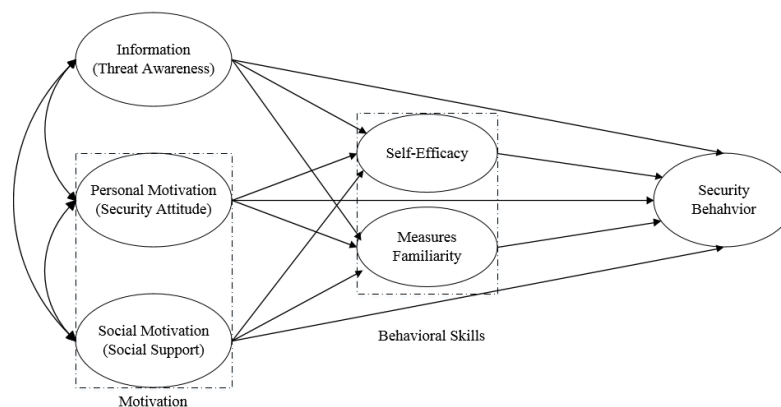 Information
(Threat Awareness)
Self-Efficacy
Personal Motivation
(Security Attitude)
Security
Behahvior
Measures
Familiarity
Social Motivation
(Social Support)
Behavioral Skills
Motivation